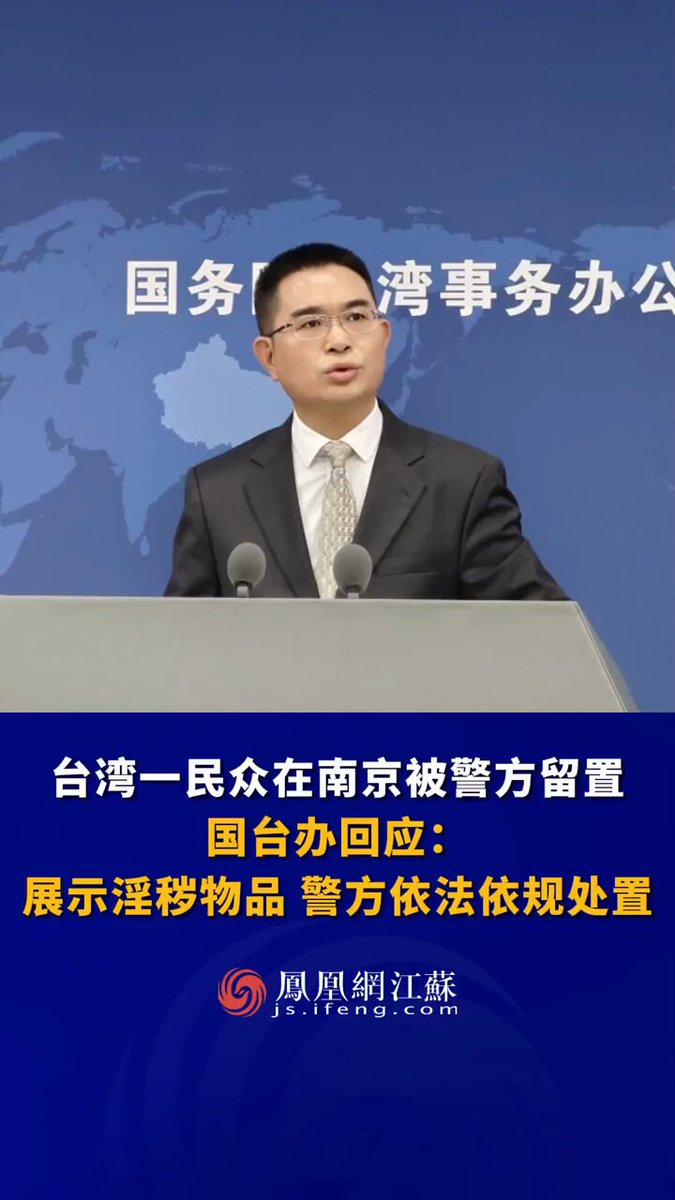 国务 湾事务办公
台湾一民众在南京被警方留置
国台办回应：
展示淫秽物品 警方依法依规处置
鳳凰網江蘇
js.ifeng.com